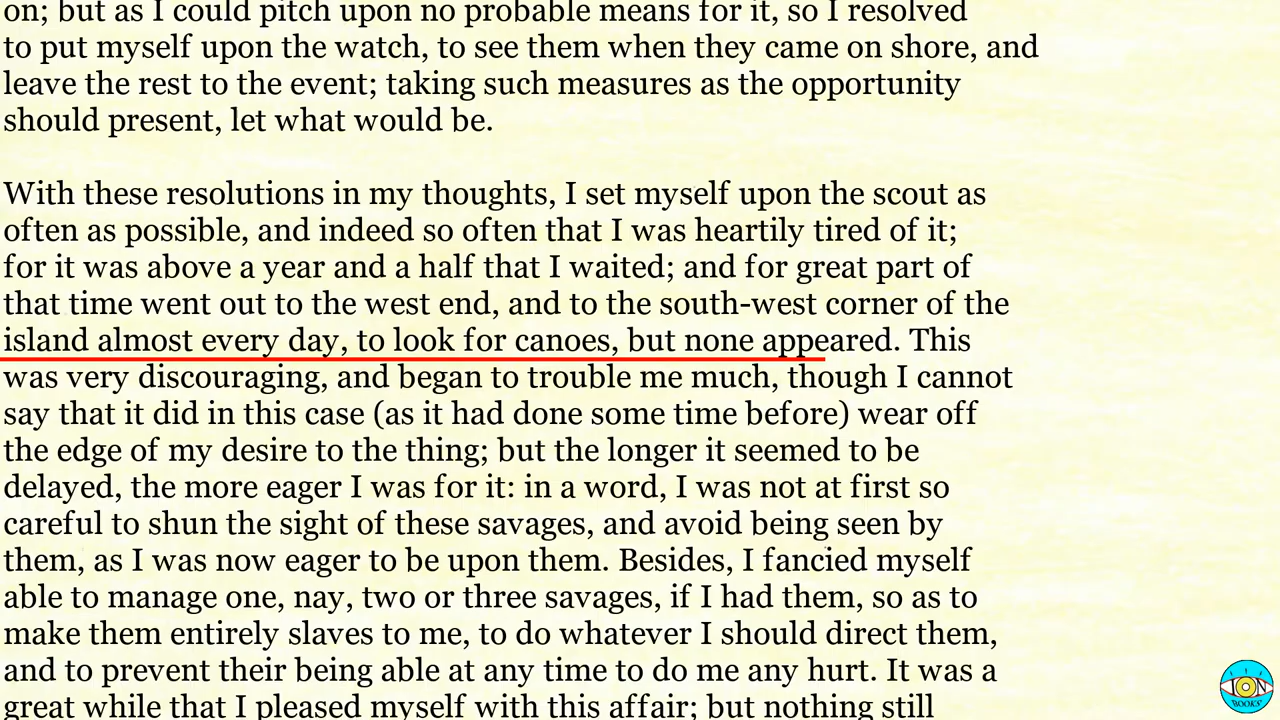 on; but as I could pitch upon no probable means for it, so I resolved
to put myself upon the watch, to see them when they came on shore, and
leave the rest to the event; taking such measures as the opportunity
should present, let what would be.
With these resolutions in my thoughts, I set myself upon the scout as
often as possible, and indeed so often that I was heartily tired of it;
for it was above a year and a half that I waited; and for great part of
that time went out to the west end, and to the south-west corner of the
island almost every day, to look for canoes, but none appeared. This
was very discouraging, and began to trouble me much, though I cannot
say that it did in this case (as it had done some time before) wear off
the edge of my desire to the thing; but the longer it seemed to be
delayed, the more eager I was for it: in a word, I was not at first so
careful to shun the sight of these savages, and avoid being seen by
them, as I was now eager to be upon them. Besides, I fancied myself
able to manage one, nay, two or three savages, if I had them, so as to
make them entirely slaves to me, to do whatever I should direct them,
and to prevent their being able at any time to do me any hurt. It was a
great while that I pleased myself with this affair; but nothing still
ION
BOOKS